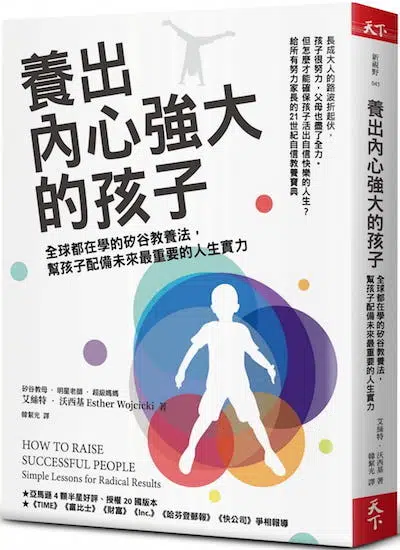 養出
內心強大
的孩子
全球都在學的矽谷教養法，
幫孩子配備未來最重要的人生實力
長成大人的路波折起伏，
孩子很努力，父母也盡了全力。
但怎麼才能確保孩子活出自信快樂的人生？
給所有努力家長的21世紀自信教養寶典
矽谷教母．明星老師．超級媽媽
艾絲特．沃西基 Esther Wojcicki 著
韓絜光 譯
HOW TO RAISE
SUCCESSFUL PEOPLE
Simple Lessons for Radical Results
★亞馬遜4顆半星好評、授權20國版本
★《TIME》《富比士》《財富》《Inc.》《哈芬登郵報》《快公司》爭相報導
天下
新視野 045
養出內心強大的孩子
全球都在學的矽谷教養法，
幫孩子配備未來最重要的人生實力
艾絲特．沃西基 著
韓絜光 譯
天下